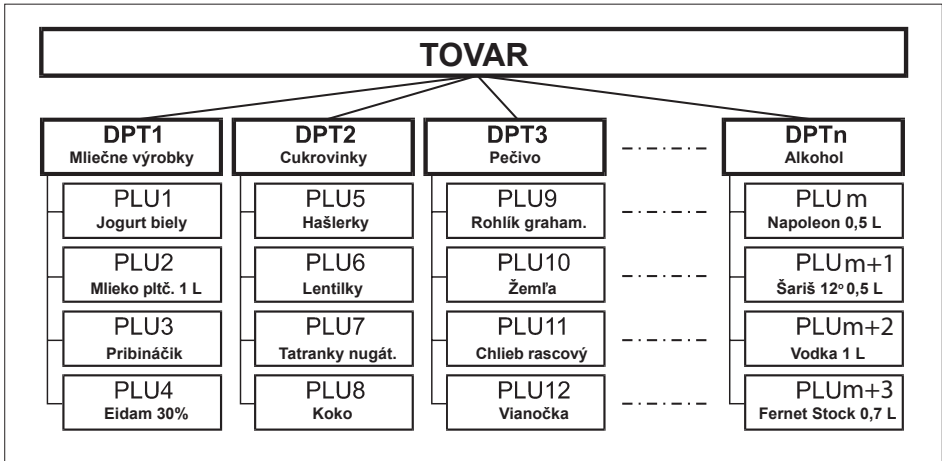 TOVAR
DPT1
Mliečne výrobky
PLU1
Jogurt biely
PLU2
Mlieko pltč. 1 L
PLU3
Pribináčik
PLU4
Eidam 30%
DPT2
Cukrovinky
PLU5
Hašlerky
PLU6
Lentilky
PLU7
Tatranky nugát.
PLU8
Koko
DPT3
Pečivo
PLU9
Rohlík graham.
PLU10
Žemľa
PLU11
Chlieb rascový
PLU12
Vianočka
DPTn
Alkohol
PLU m
Napoleon 0,5 L
PLUm+1
Šariš 12° 0,5 L
PLUm+2
Vodka 1 L
PLUm+3
Fernet Stock 0,7 L